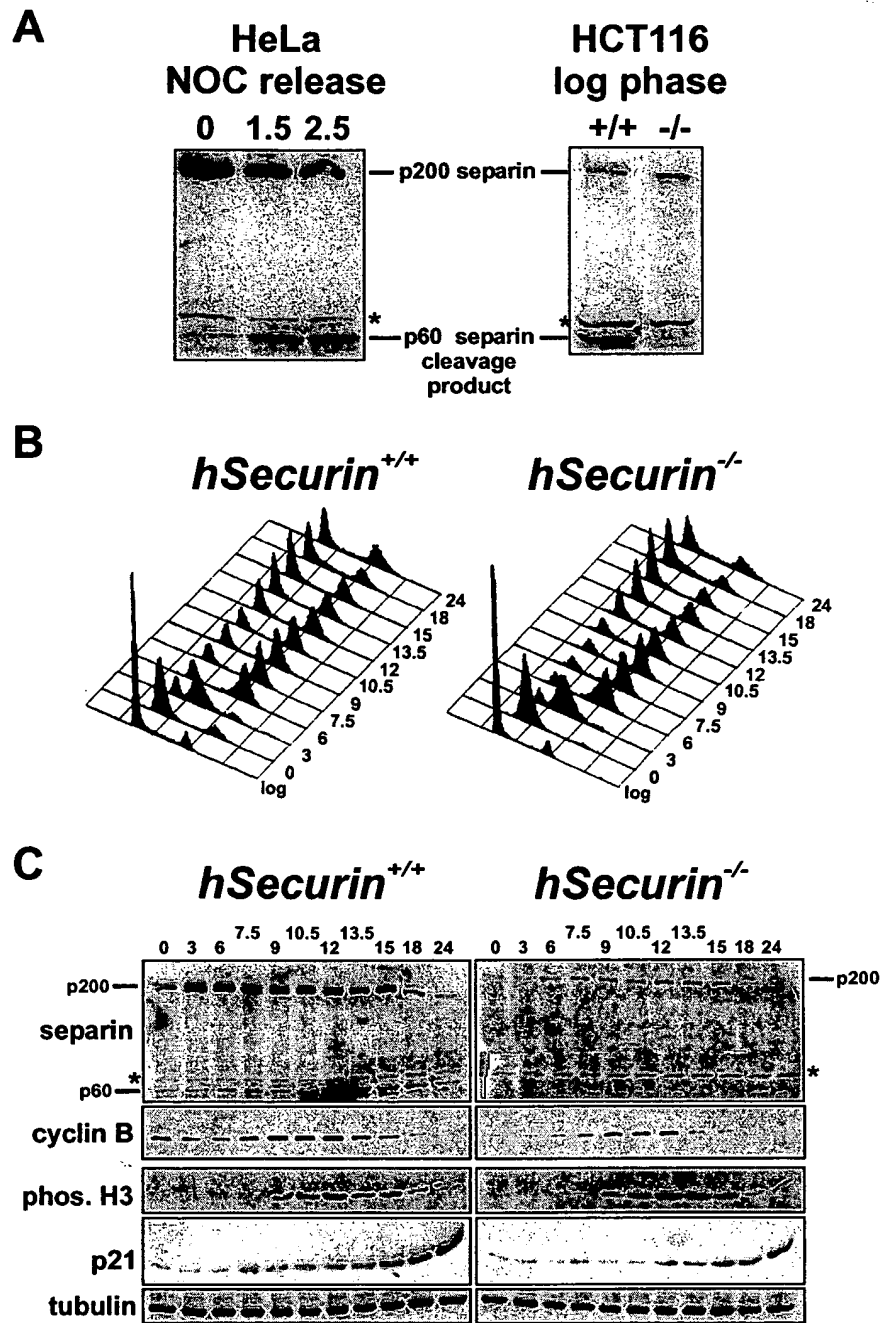 A
HeLa
NOC release
0 1.5 2.5
HCT116
log phase
+/+ -/-
p200 separin
*
*
p60 separin
cleavage
product
B
hSecurin+/+
hSecurin-/-
24
18
15
13.5
12
10.5
9
7.5
6
3
0
log
24
18
15
13.5
12
10.5
9
7.5
6
3
0
log
C
hSecurin+/+
hSecurin-/-
0 3 6 7.5 9 10.5 12 13.5 15 18 24
0 3 6 7.5 9 10.5 12 13.5 15 18 24
p200
p200
separin
*
*
p60
cyclin B
phos. H3
p21
tubulin